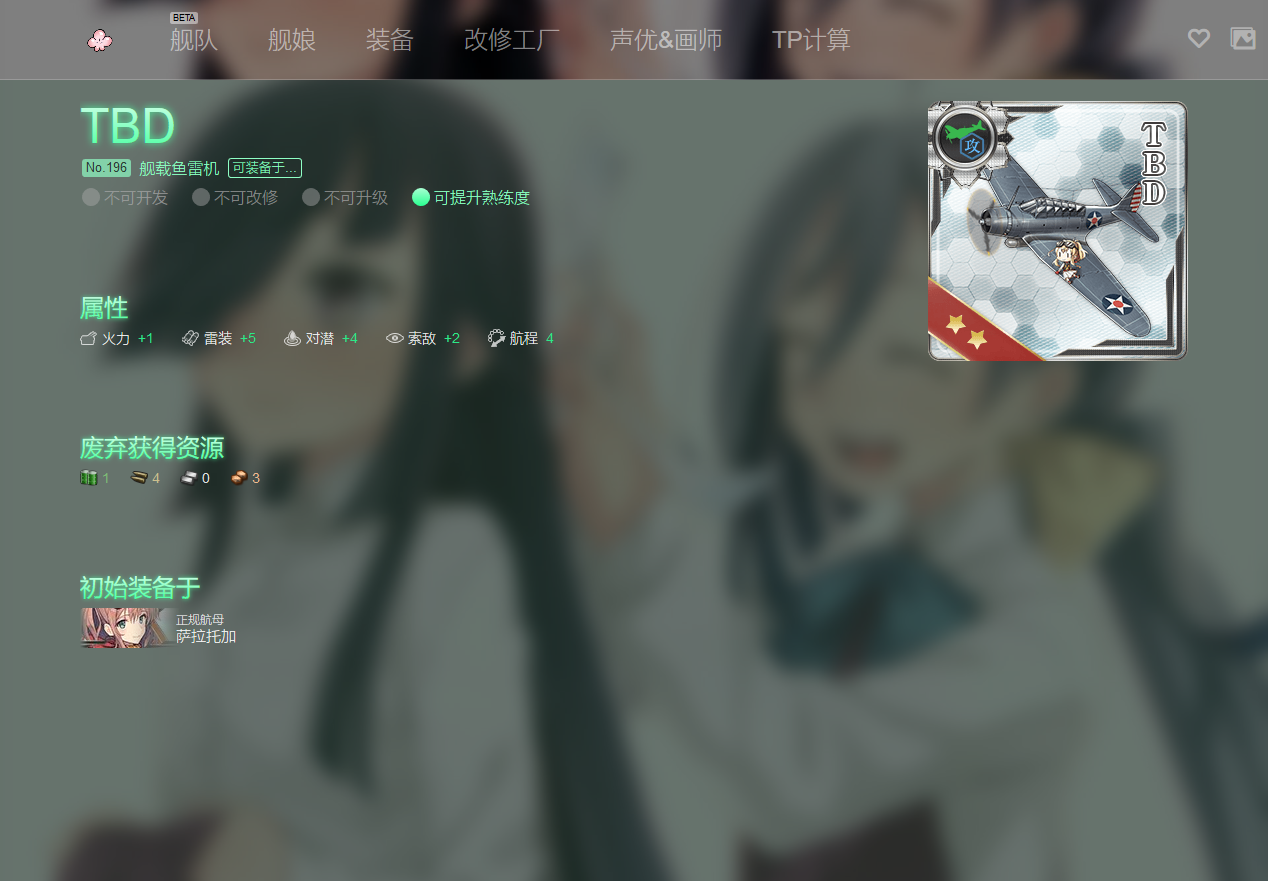 BETA
舰队 舰娘 装备 改修工厂 声优&画师 TP计算
TBD
No.196 舰载鱼雷机 可装备于...
不可开发 不可改修 不可升级 可提升熟练度
攻
TBD
属性
火力 +1 雷装 +5 对潜 +4 索敌 +2 航程 4
废弃获得资源
1 4 0 3
初始装备于
正规航母
萨拉托加